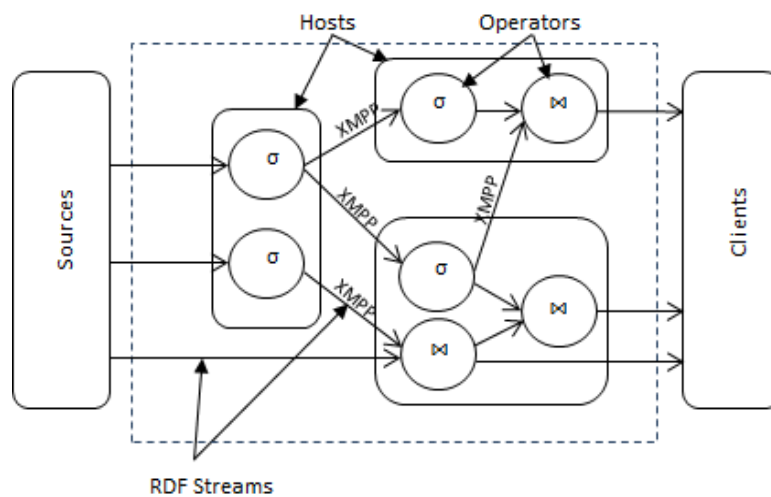 Hosts
Operators
Sources
σ
σ
XMPP
XMPP
XMPP
σ
⋈
XMPP
σ
⋈
⋈
Clients
RDF Streams